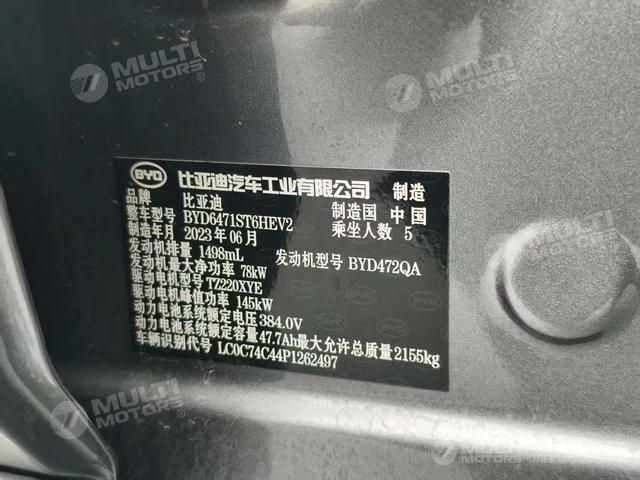 MULTI MOTORS®
MULTI MOTORS®
BYD 比亚迪汽车工业有限公司 制造
品牌 比亚迪 制造国 中国
整车型号 BYD6471ST6HEV2 乘坐人数 5
制造年月 2023年06月
发动机排量 1498mL 发动机型号 BYD472QA
发动机最大净功率 78kW
驱动电机型号 TZ220XYE
驱动电机峰值功率 145kW
动力电池系统额定电压 384.0V
动力电池系统额定容量 47.7Ah 最大允许总质量 2155kg
车辆识别代号 LC0C74C44P1262497
MULTI MOTORS®
MULTI MOTORS